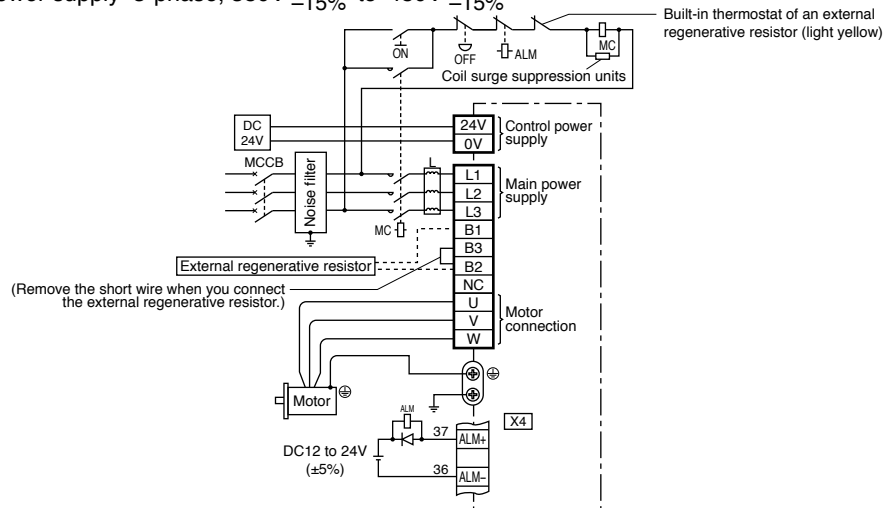 Built-in thermostat of an external
regenerative resistor (light yellow)
ON
OFF
ALM
MC
Coil surge suppression units
DC
24V
24V
0V
Control power
supply
MCCB
Noise filter
L
L1
L2
L3
Main power
supply
MC
B1
B3
External regenerative resistor
B2
(Remove the short wire when you connect
the external regenerative resistor.)
NC
U
V
W
Motor
connection
Motor
ALM
X4
37
ALM+
DC12 to 24V
(±5%)
36
ALM−